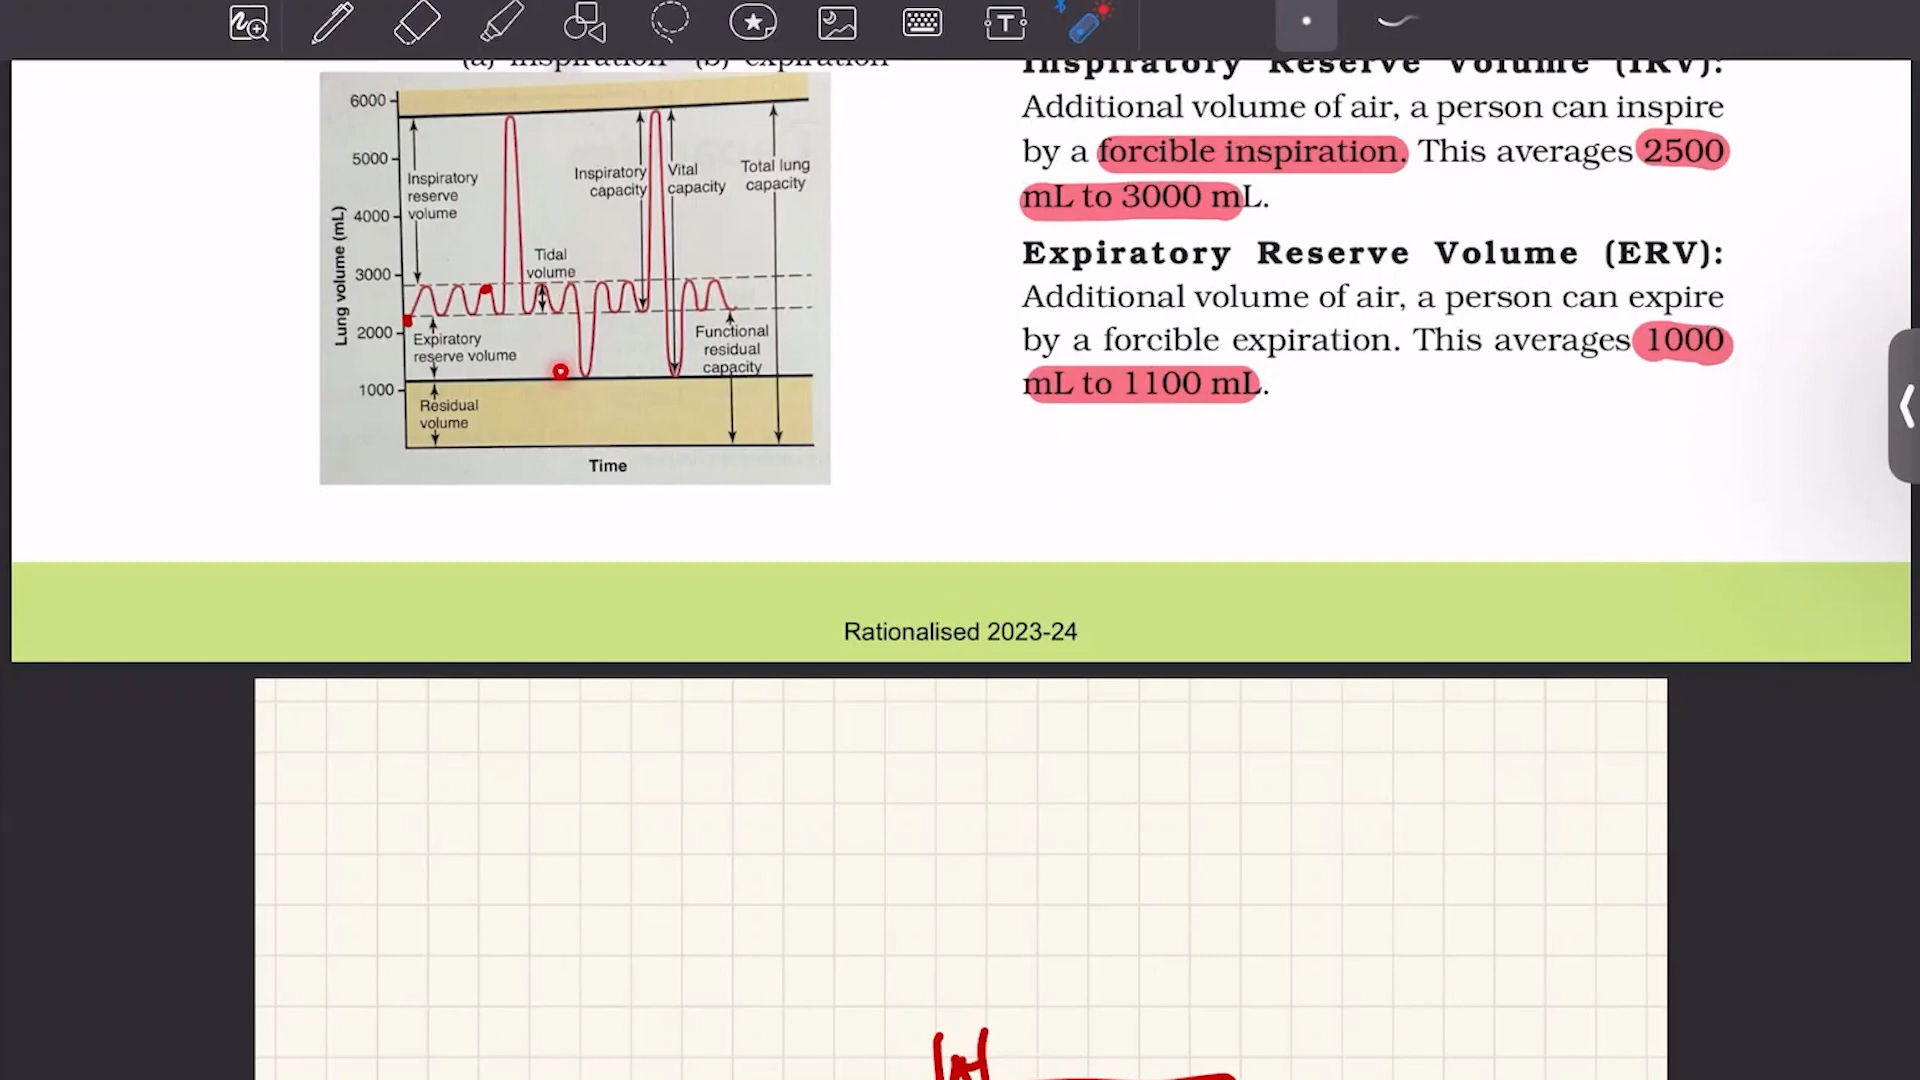 (a) inspiration (b) expiration
6000
5000
4000
3000
2000
1000
Lung volume (mL)
Inspiratory
reserve
volume
Tidal
volume
Inspiratory
capacity
Vital
capacity
Total lung
capacity
Expiratory
reserve volume
Functional
residual
capacity
Residual
volume
Time
Inspiratory Reserve Volume (IRV):
Additional volume of air, a person can inspire
by a forcible inspiration. This averages 2500
mL to 3000 mL.
Expiratory Reserve Volume (ERV):
Additional volume of air, a person can expire
by a forcible expiration. This averages 1000
mL to 1100 mL.
Rationalised 2023-24